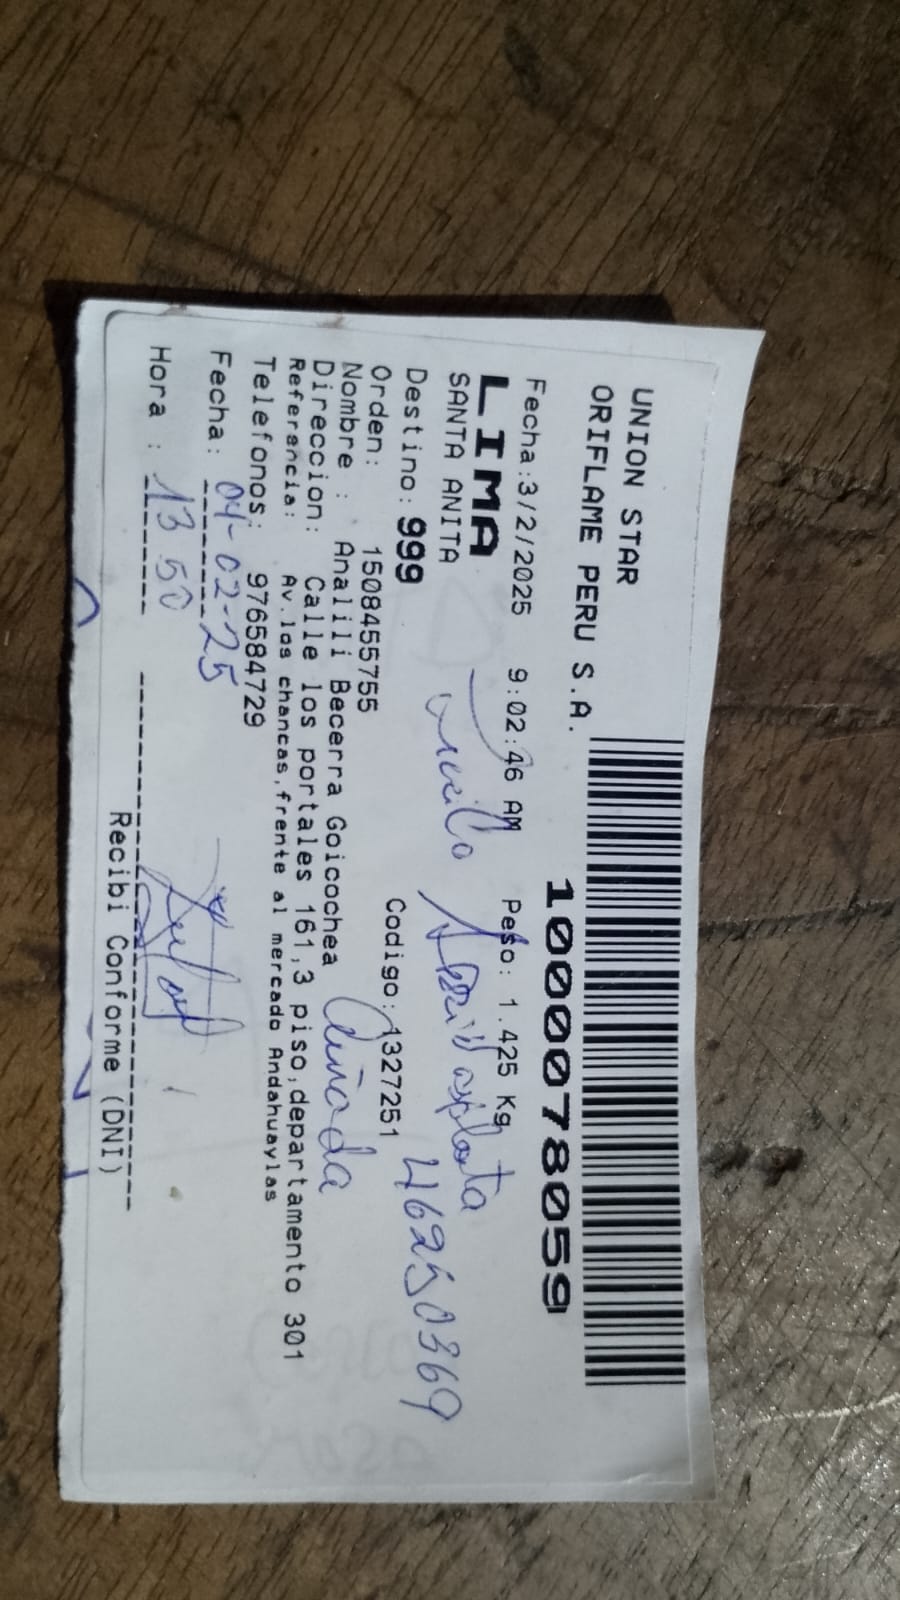 UNION STAR
ORIFLAME PERU S.A.
1000078059
Fecha:3/2/2025 9:02:46 AM Peso: 1.425 Kg
LIMA
SANTA ANITA
46250369
Destino: 999
Orden: 1508455755 Codigo: 1327251
Nombre : Analili Becerra Goicochea
Direccion: Calle los portales 161,3 piso,departamento 301
Referencia: Av.los chancas,frente al mercado Andahuaylas
Telefonos: 976584729
Fecha: 04-02-25
Hora : 13 50
Recibi Conforme (DNI)